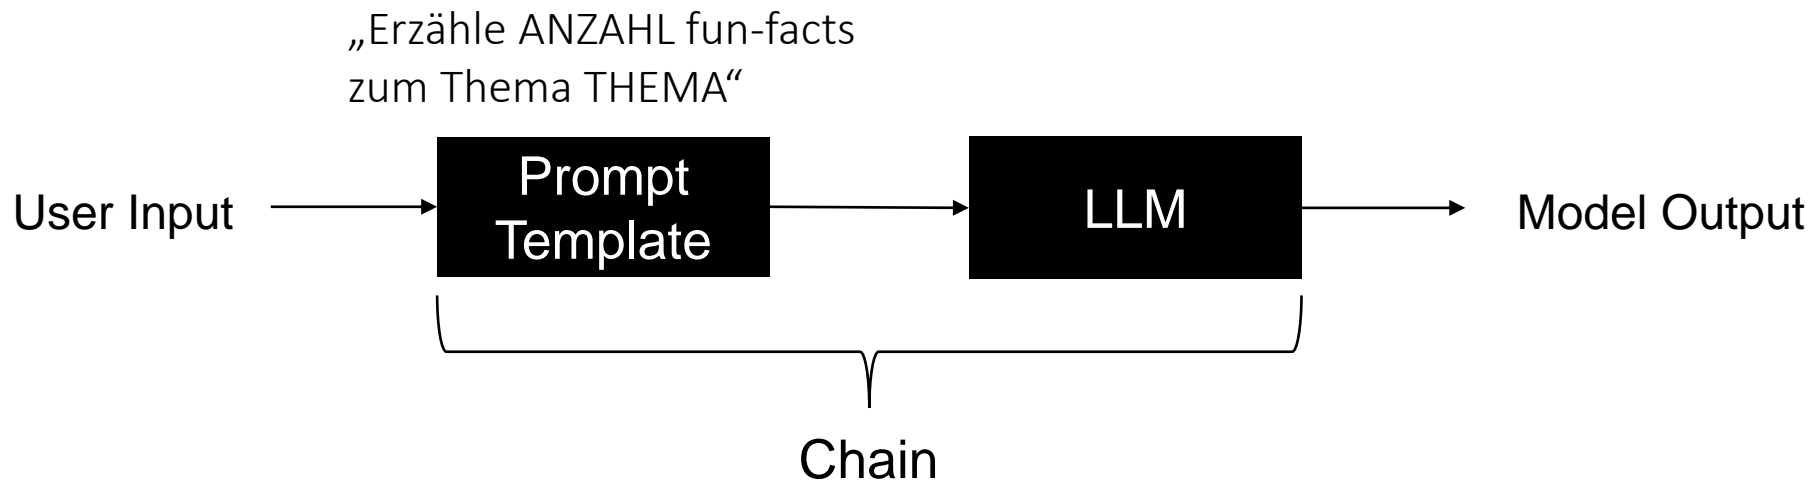 „Erzähle ANZAHL fun-facts
zum Thema THEMA“
User Input
Prompt
Template
LLM
Model Output
Chain